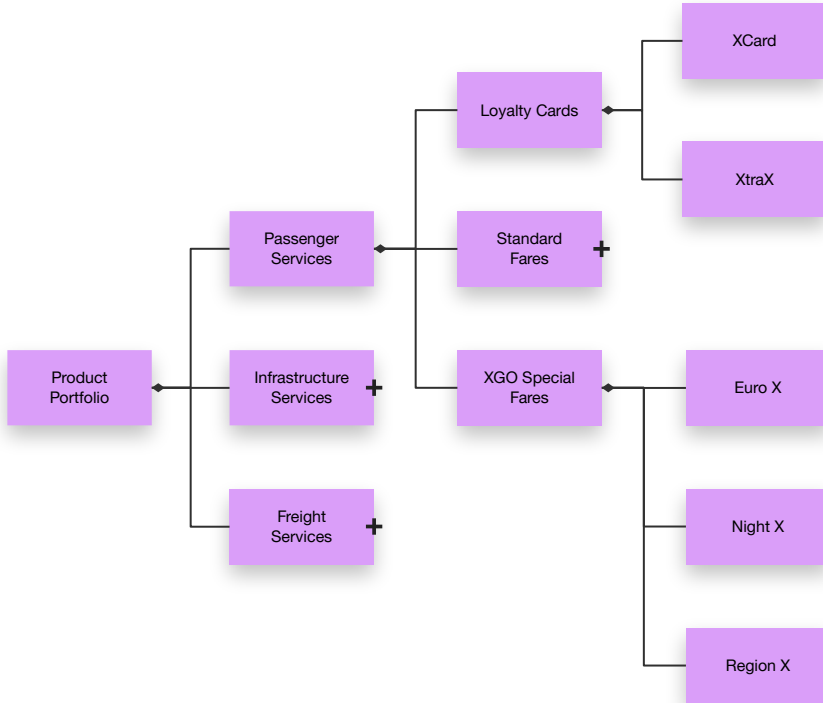 XCard
Loyalty Cards
XtraX
Passenger
Services
Standard
Fares
Product
Portfolio
Infrastructure
Services
XGO Special
Fares
Euro X
Freight
Services
Night X
Region X